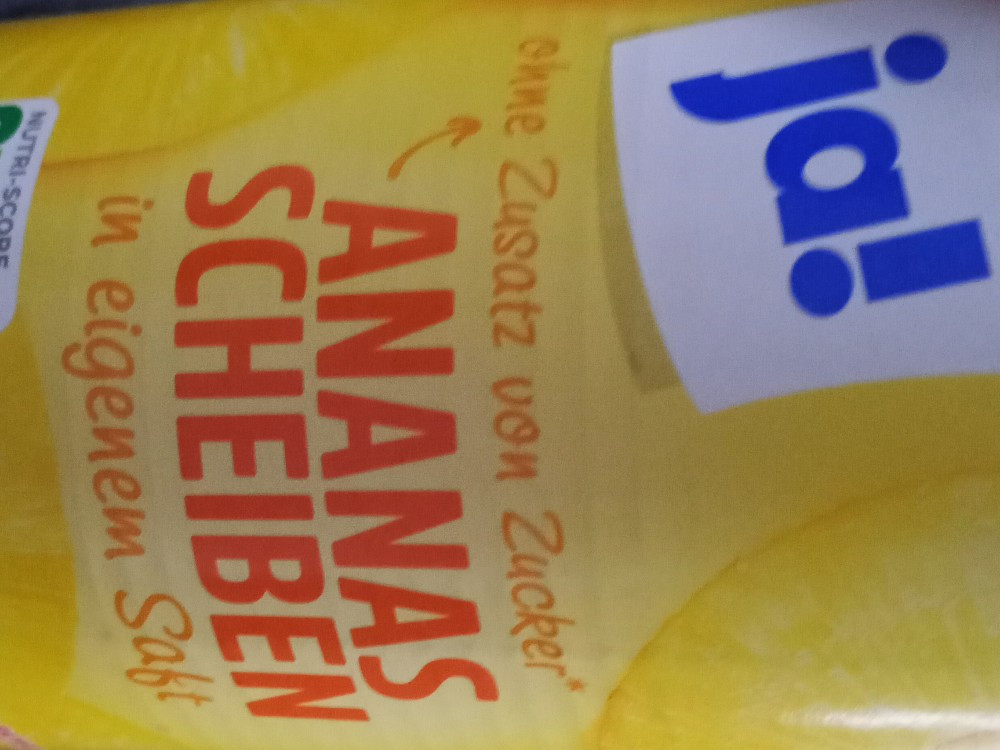 ja!
ohne Zusatz von Zucker*
ANANAS
SCHEIBEN
in eigenem Saft
NUTRI-SCORE